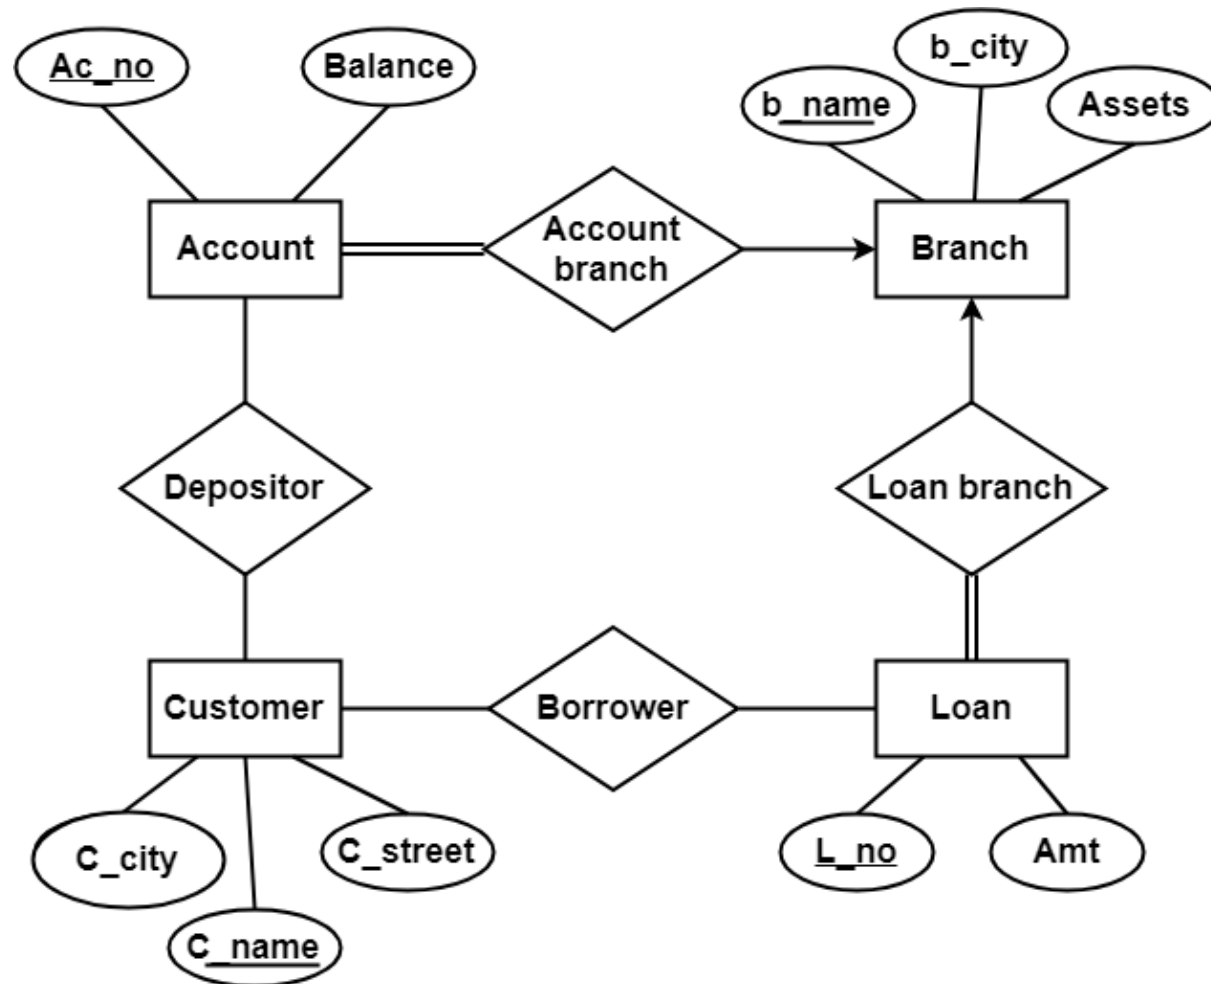 b_city
Ac_no
Balance
b_name
Assets
Account
Account
branch
Branch
Depositor
Loan branch
Customer
Borrower
Loan
C_city
C_street
L_no
Amt
C_name